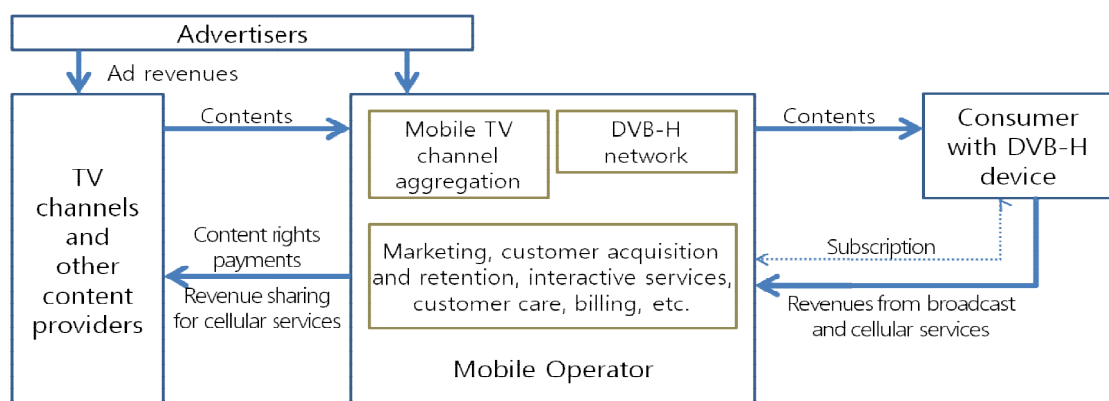 Advertisers
Ad revenues
TV
channels
and
other
content
providers
Contents
Content rights
payments
Revenue sharing
for cellular services
Mobile TV
channel
aggregation
DVB-H
network
Marketing, customer acquisition
and retention, interactive services,
customer care, billing, etc.
Mobile Operator
Contents
Subscription
Revenues from broadcast
and cellular services
Consumer
with DVB-H
device